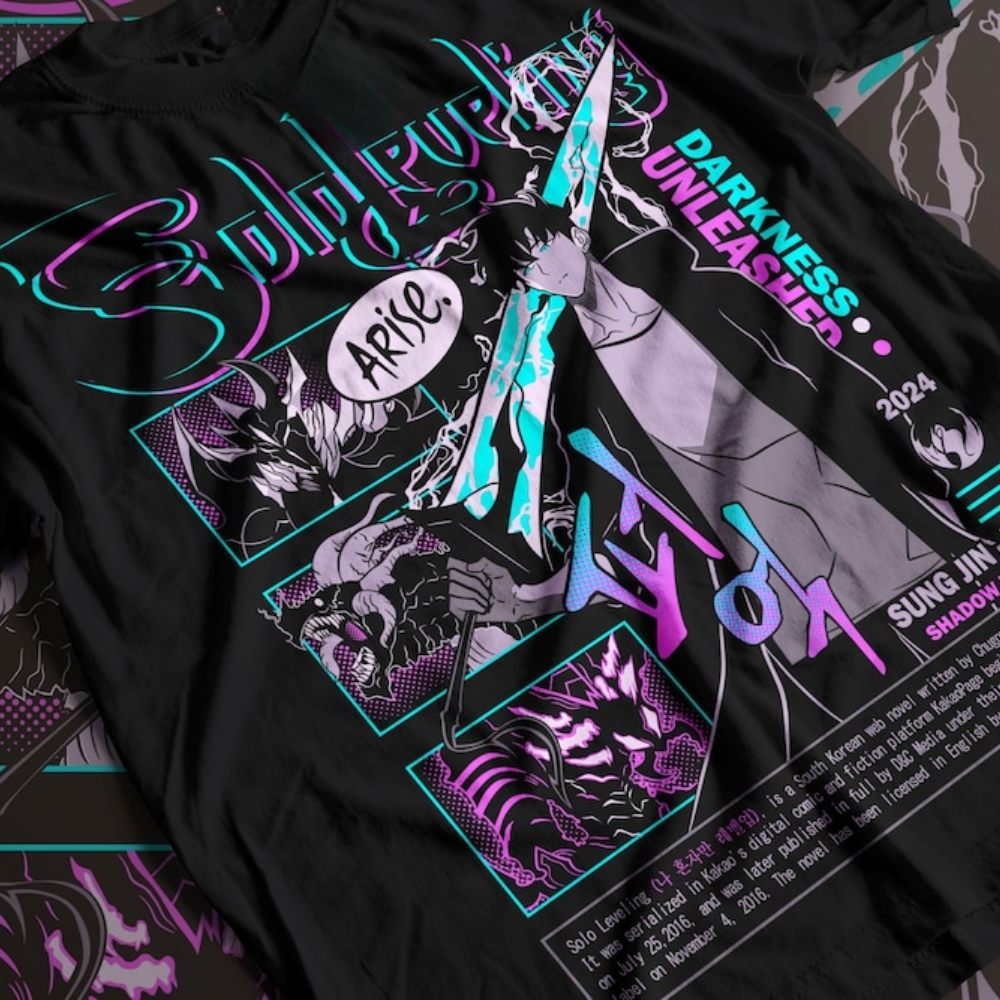 Solo Leveling
DARKNESS
UNLEASHED
ARISE.
2024
SUNG JIN
SHADOW
Solo Leveling (나 혼자만 레벨업), is a South Korean web novel written by Chug
It was serialized in Kakao's digital comic and fiction platform KakaoPage
on July 25,2016, and was later published in full by D&C Media under
label on November 4, 2016. The novel has been licensed in English by